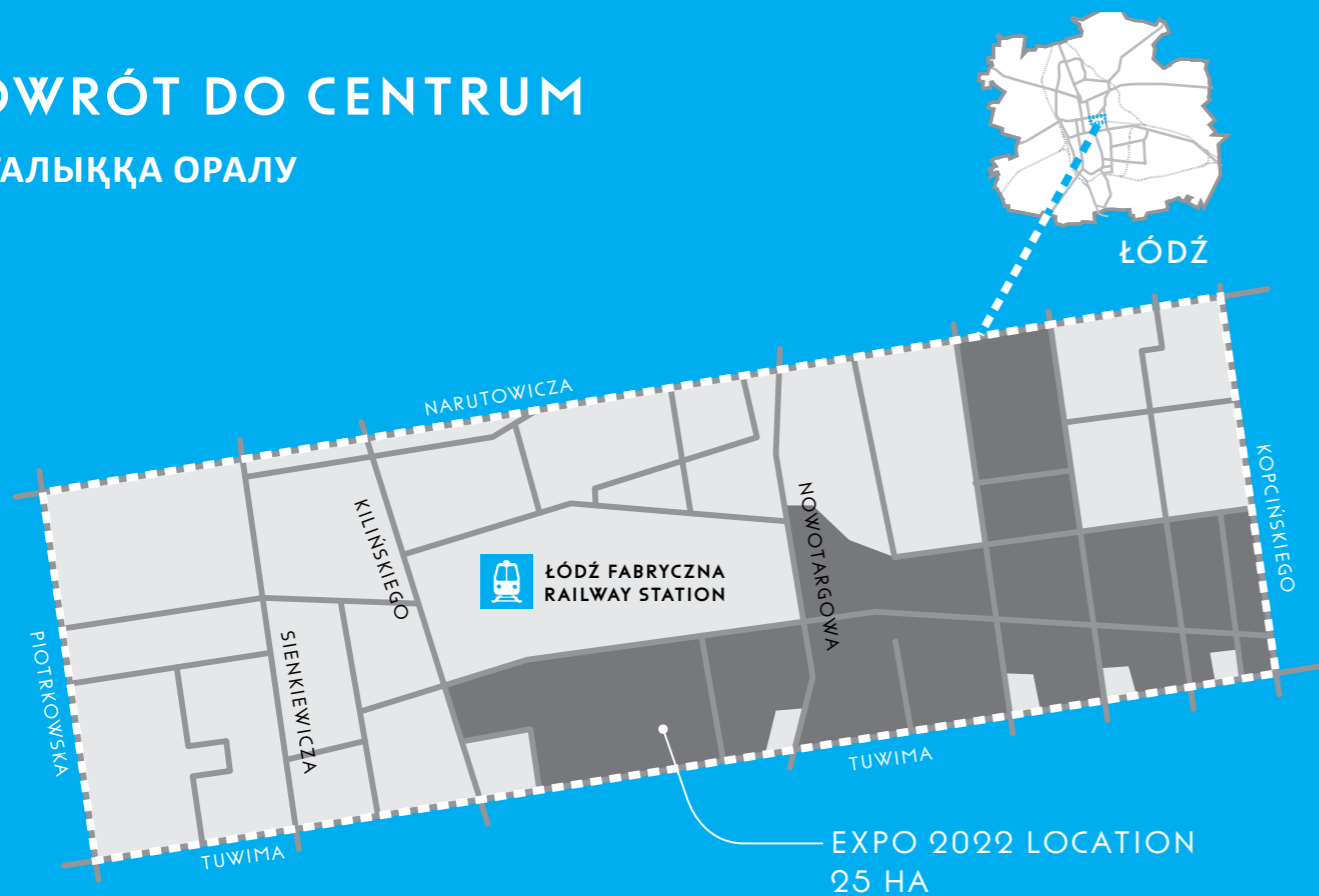 OWRÓT DO CENTRUM
ТАЛЫҚҚА ОРАЛУ
ŁÓDŹ
NARUTOWICZA
KOPCIŃSKIEGO
KILIŃSKIEGO
NOWOTARGOWA
ŁÓDŹ FABRYCZNA
RAILWAY STATION
PIOTRKOWSKA
SIENKIEWICZA
TUWIMA
TUWIMA
EXPO 2022 LOCATION
25 HA